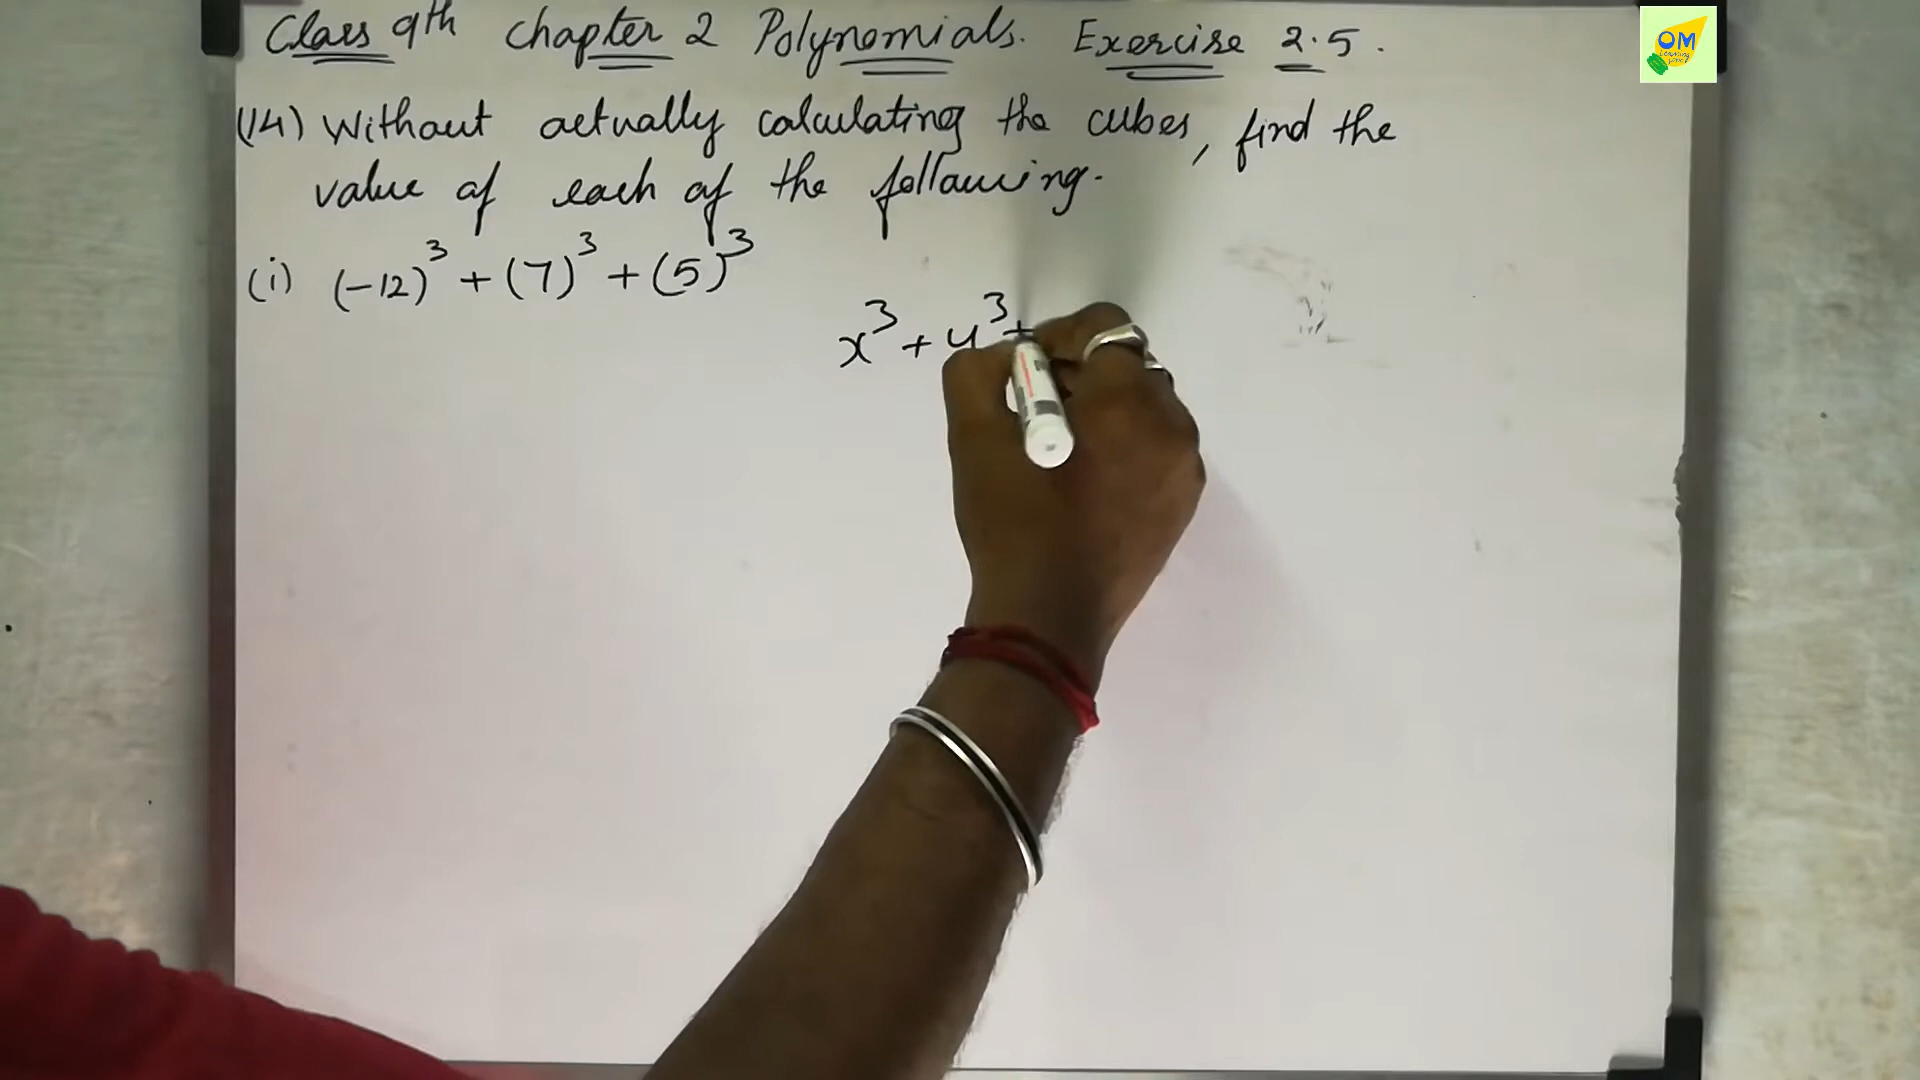 Class 9th chapter 2 Polynomials. Exercise 2.5.
OM
(14) Without actually calculating the cubes, find the
value of each of the following.
(i) (-12)³ + (7)³ + (5)³
x³ + y³ +